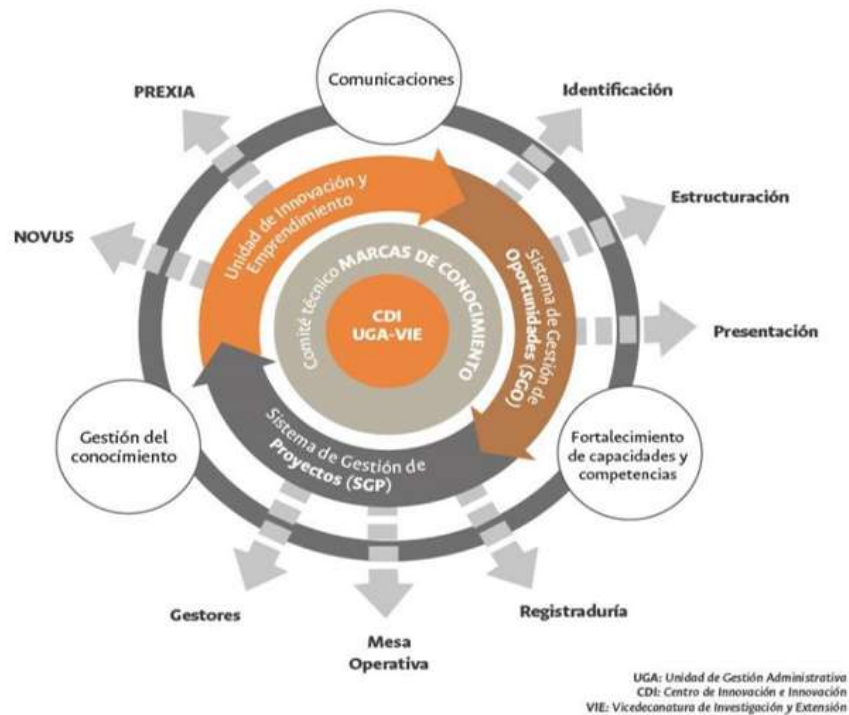 Comunicaciones
PREXIA
Identificación
Estructuración
NOVUS
Unidad de Innovación y
Emprendimiento
Sistema de Gestión de
Oportunidades (SGO)
Comité técnico MARCAS DE CONOCIMIENTO
CDI
UGA-VIE
Presentación
Sistema de Gestión de
Proyectos (SGP)
Gestión del
conocimiento
Fortalecimiento
de capacidades y
competencias
Gestores
Mesa
Operativa
Registraduría
UGA: Unidad de Gestión Administrativa
CDI: Centro de Innovación e Innovación
VIE: Vicedecanatura de Investigación y Extensión